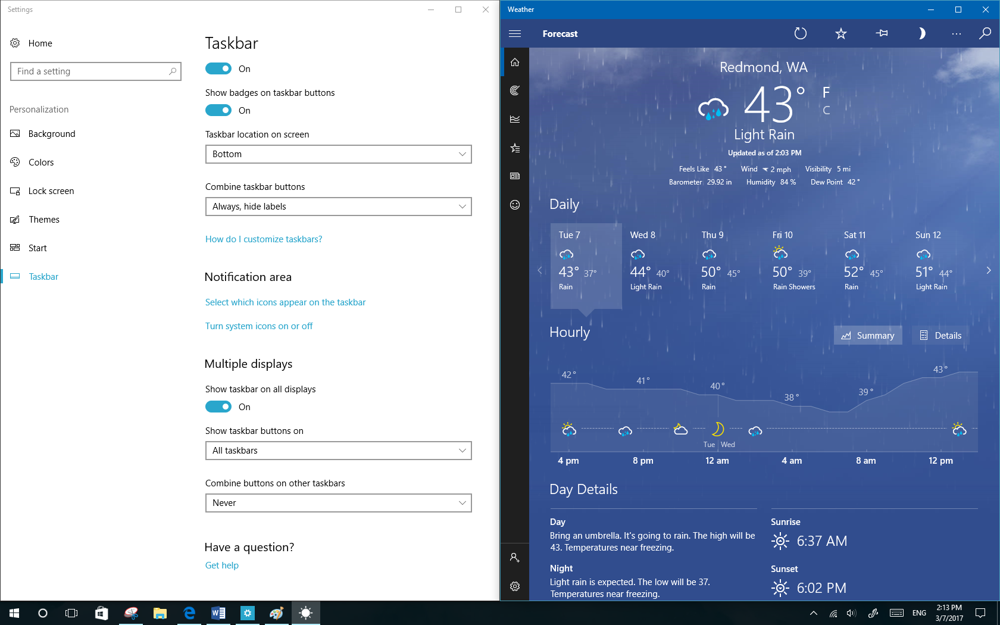 Settings
Home
Find a setting
Personalization
Background
Colors
Lock screen
Themes
Start
Taskbar
Taskbar
On
Show badges on taskbar buttons
On
Taskbar location on screen
Bottom
Combine taskbar buttons
Always, hide labels
How do I customize taskbars?
Notification area
Select which icons appear on the taskbar
Turn system icons on or off
Multiple displays
Show taskbar on all displays
On
Show taskbar buttons on
All taskbars
Combine buttons on other taskbars
Never
Have a question?
Get help
Weather
Forecast
Redmond, WA
43° F
C
Light Rain
Updated as of 2:03 PM
Feels Like 43° Wind 2 mph Visibility 5 mi
Barometer 29.92 in Humidity 84 % Dew Point 42°
Daily
Tue 7 Wed 8 Thu 9 Fri 10 Sat 11 Sun 12
43° 37° 44° 40° 50° 45° 50° 39° 52° 45° 51° 44°
Rain Light Rain Rain Rain Showers Rain Light Rain
Hourly
Summary Details
42° 41° 40° 38° 39° 43°
Tue Wed
4 pm 8 pm 12 am 4 am 8 am 12 pm
Day Details
Day
Bring an umbrella. It's going to rain. The high will be
43. Temperatures near freezing.
Night
Light rain is expected. The low will be 37.
Temperatures near freezing.
Sunrise
6:37 AM
Sunset
6:02 PM
ENG
2:13 PM
3/7/2017